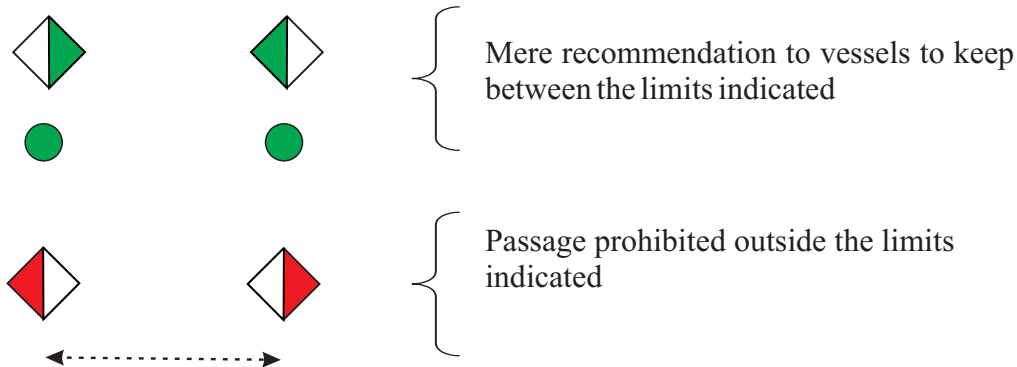 Mere recommendation to vessels to keep
between the limits indicated
Passage prohibited outside the limits
indicated